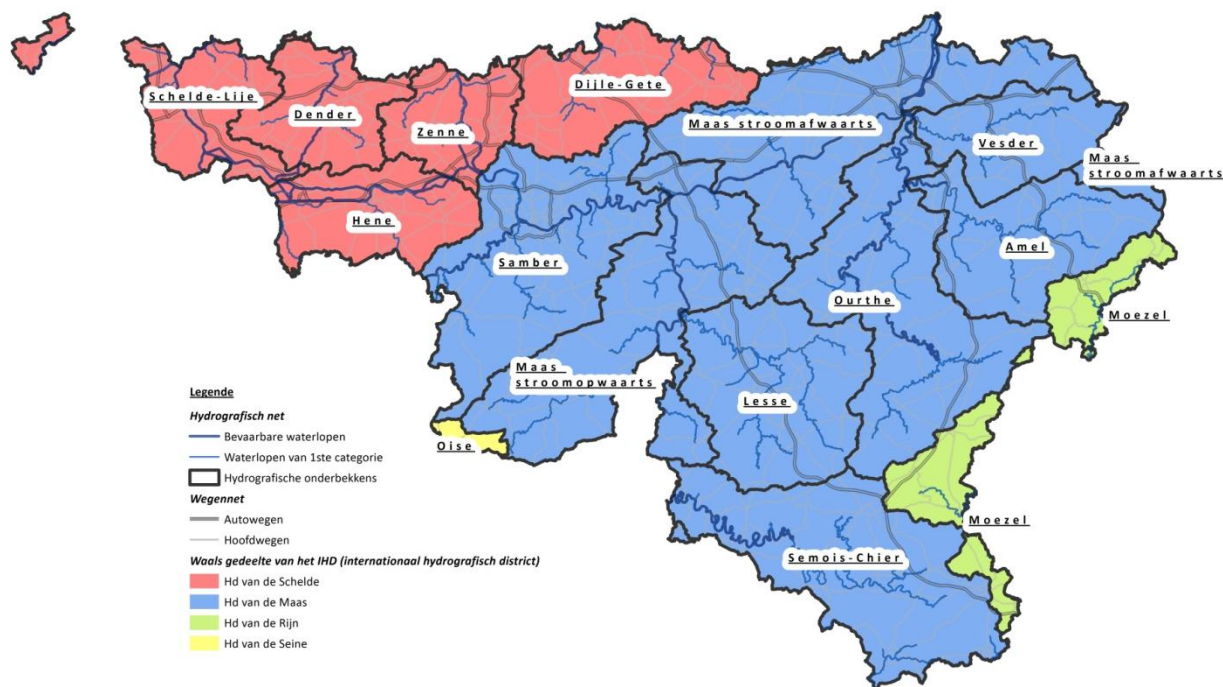 Schelde-Lije
Dender
Zenne
Dijle-Gete
Maas stroomafwaarts
Vesder
Maas
stroomafwaarts
Hene
Samber
Amel
Ourthe
Moezel
Maas
stroomopwaarts
Lesse
Oise
Moezel
Semois-Chier
Legende
Hydrografisch net
Bevaarbare waterlopen
Waterlopen van 1ste categorie
Hydrografische onderbekkens
Wegennet
Autowegen
Hoofdwegen
Waals gedeelte van het IHD (internationaal hydrografisch district)
Hd van de Schelde
Hd van de Maas
Hd van de Rijn
Hd van de Seine